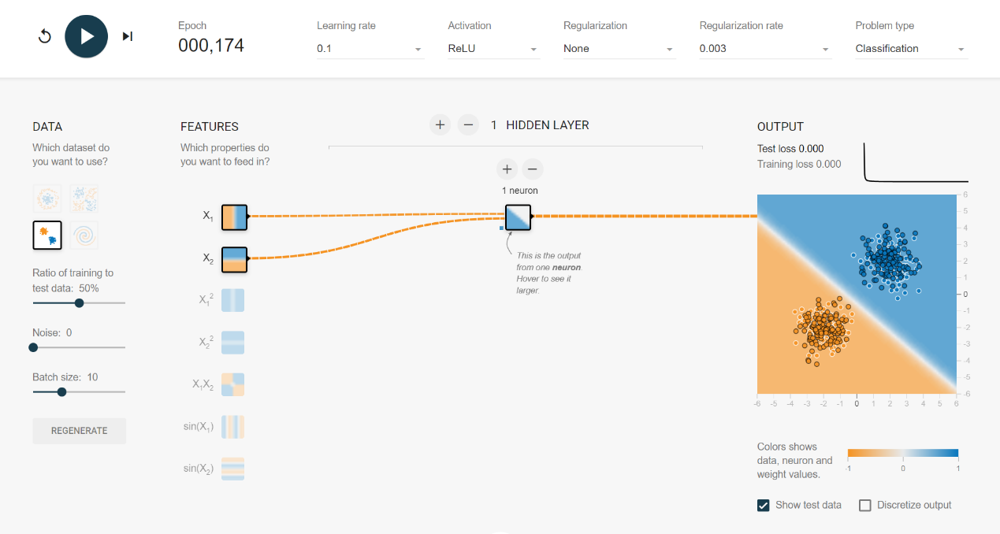 Epoch
000,174
Learning rate
0.1
Activation
ReLU
Regularization
None
Regularization rate
0.003
Problem type
Classification
DATA
Which dataset do
you want to use?
Ratio of training to
test data: 50%
Noise: 0
Batch size: 10
REGENERATE
FEATURES
Which properties do
you want to feed in?
X₁
X₂
X₁²
X₂²
X₁X₂
sin(X₁)
sin(X₂)
+ − 1 HIDDEN LAYER
+ −
1 neuron
This is the output
from one neuron.
Hover to see it
larger.
OUTPUT
Test loss 0.000
Training loss 0.000
6
5
4
3
2
1
0
-1
-2
-3
-4
-5
-6
-6 -5 -4 -3 -2 -1 0 1 2 3 4 5 6
Colors shows
data, neuron and
weight values.
-1 0 1
Show test data
Discretize output